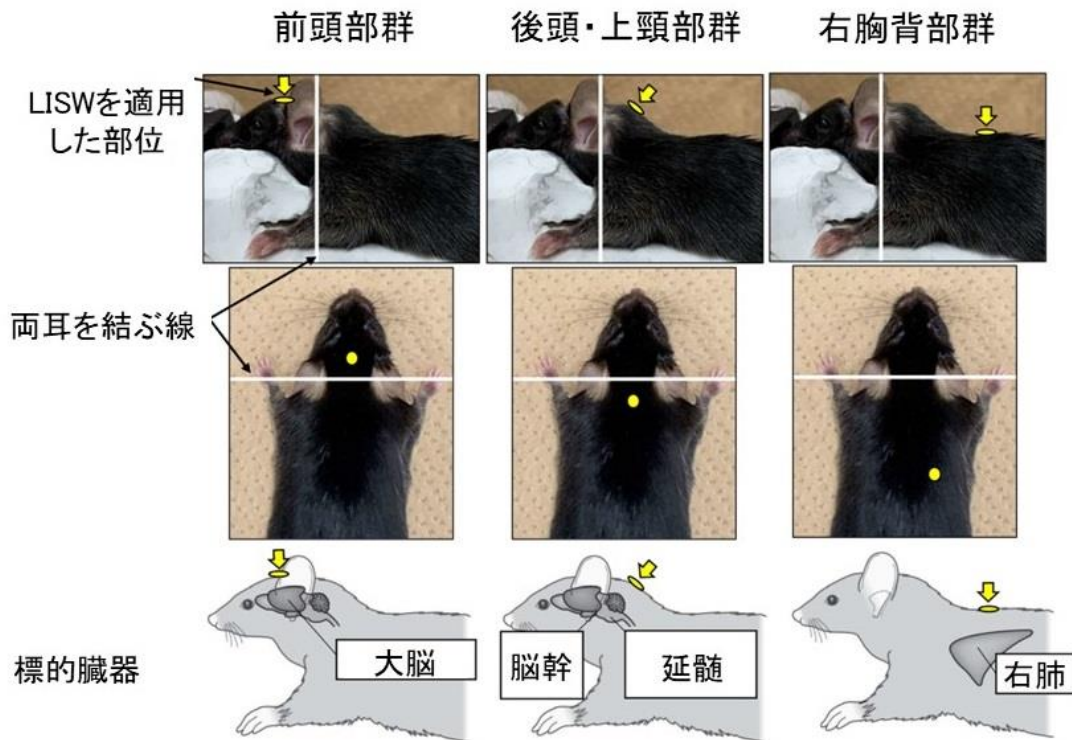 前頭部群
後頭・上頸部群
右胸背部群
LISWを適用
した部位
両耳を結ぶ線
標的臓器
大脳
脳幹
延髄
右肺